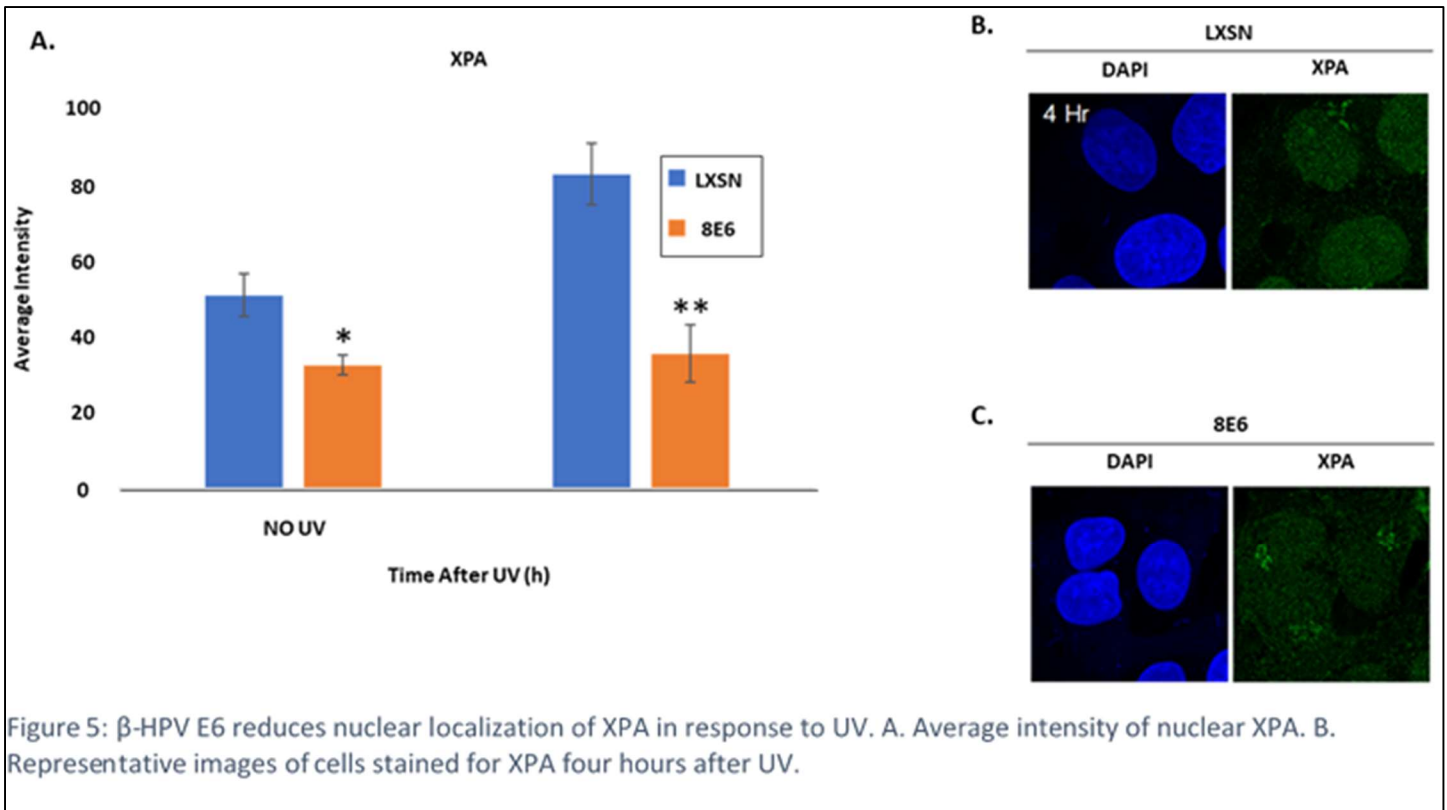 A.
XPA
100
80
60
40
20
0
Average Intensity
LXSN
8E6
*
**
NO UV
Time After UV (h)
B.
LXSN
DAPI XPA
4 Hr
C.
8E6
DAPI XPA
Figure 5: β-HPV E6 reduces nuclear localization of XPA in response to UV. A. Average intensity of nuclear XPA. B.
Representative images of cells stained for XPA four hours after UV.